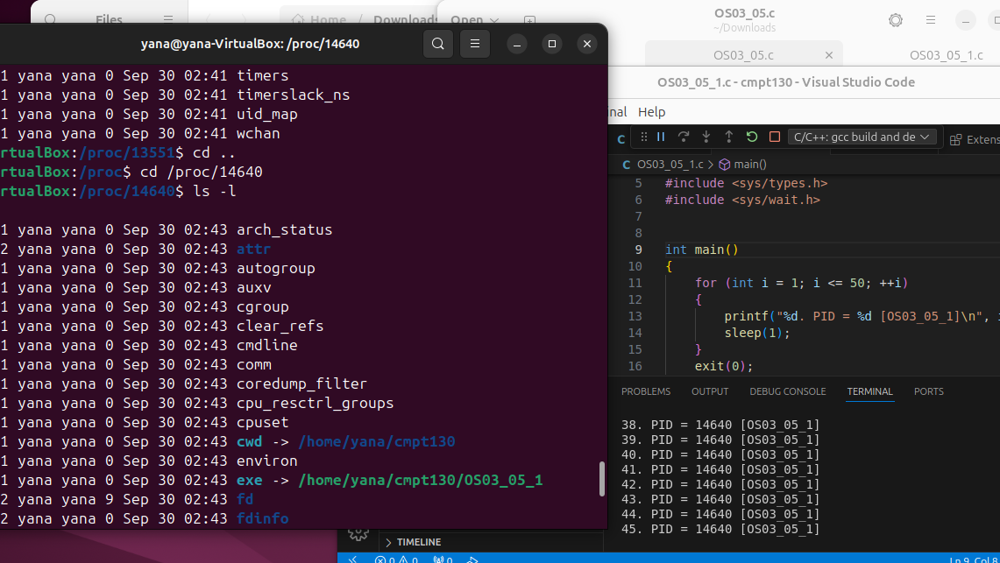 Files
Home / Downloads
Open
OS03_05.c
~/Downloads
OS03_05.c
OS03_05_1.c
yana@yana-VirtualBox: /proc/14640
1 yana yana 0 Sep 30 02:41 timers
1 yana yana 0 Sep 30 02:41 timerslack_ns
1 yana yana 0 Sep 30 02:41 uid_map
1 yana yana 0 Sep 30 02:41 wchan
rtualBox:/proc/13551$ cd ..
rtualBox:/proc$ cd /proc/14640
rtualBox:/proc/14640$ ls -l
1 yana yana 0 Sep 30 02:43 arch_status
2 yana yana 0 Sep 30 02:43 attr
1 yana yana 0 Sep 30 02:43 autogroup
1 yana yana 0 Sep 30 02:43 auxv
1 yana yana 0 Sep 30 02:43 cgroup
1 yana yana 0 Sep 30 02:43 clear_refs
1 yana yana 0 Sep 30 02:43 cmdline
1 yana yana 0 Sep 30 02:43 comm
1 yana yana 0 Sep 30 02:43 coredump_filter
1 yana yana 0 Sep 30 02:43 cpu_resctrl_groups
1 yana yana 0 Sep 30 02:43 cpuset
1 yana yana 0 Sep 30 02:43 cwd -> /home/yana/cmpt130
1 yana yana 0 Sep 30 02:43 environ
1 yana yana 0 Sep 30 02:43 exe -> /home/yana/cmpt130/OS03_05_1
2 yana yana 9 Sep 30 02:43 fd
2 yana yana 0 Sep 30 02:43 fdinfo
OS03_05_1.c - cmpt130 - Visual Studio Code
nal Help
C
C/C++: gcc build and de
Extens
C OS03_05_1.c > main()
5 #include <sys/types.h>
6 #include <sys/wait.h>
7
8
9 int main()
10 {
11 for (int i = 1; i <= 50; ++i)
12 {
13 printf("%d. PID = %d [OS03_05_1]\n", i
14 sleep(1);
15 }
16 exit(0);
PROBLEMS OUTPUT DEBUG CONSOLE TERMINAL PORTS
38. PID = 14640 [OS03_05_1]
39. PID = 14640 [OS03_05_1]
40. PID = 14640 [OS03_05_1]
41. PID = 14640 [OS03_05_1]
42. PID = 14640 [OS03_05_1]
43. PID = 14640 [OS03_05_1]
44. PID = 14640 [OS03_05_1]
45. PID = 14640 [OS03_05_1]
TIMELINE
0 0 0
Ln 9, Col 8